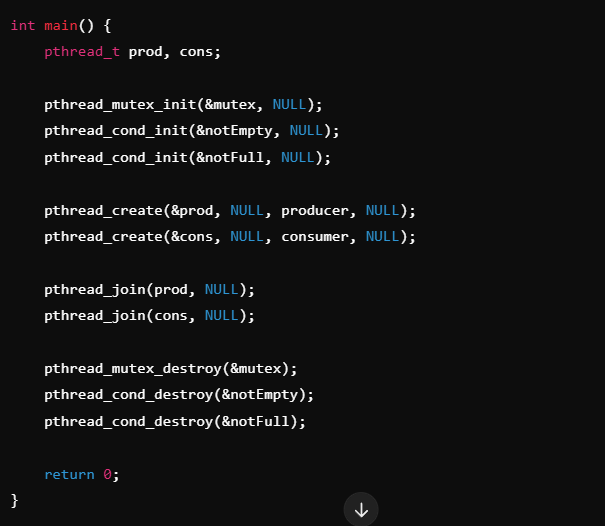 int main() {
    pthread_t prod, cons;

    pthread_mutex_init(&mutex, NULL);
    pthread_cond_init(&notEmpty, NULL);
    pthread_cond_init(&notFull, NULL);

    pthread_create(&prod, NULL, producer, NULL);
    pthread_create(&cons, NULL, consumer, NULL);

    pthread_join(prod, NULL);
    pthread_join(cons, NULL);

    pthread_mutex_destroy(&mutex);
    pthread_cond_destroy(&notEmpty);
    pthread_cond_destroy(&notFull);

    return 0;
}